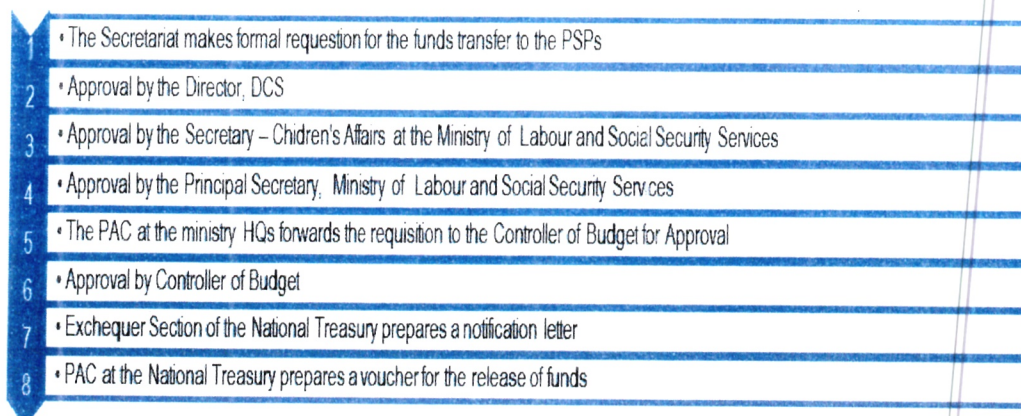 1 • The Secretariat makes formal requestion for the funds transfer to the PSPs
2 • Approval by the Director, DCS
3 • Approval by the Secretary – Chidren's Affairs at the Ministry of Labour and Social Security Services
4 • Approval by the Principal Secretary, Ministry of Labour and Social Security Serv ces
5 • The PAC at the ministry HQs forwards the requisition to the Controller of Budget for Approval
6 • Approval by Controller of Budget
7 • Exchequer Section of the National Treasury prepares a notification letter
8 • PAC at the National Treasury prepares a voucher for the release of funds